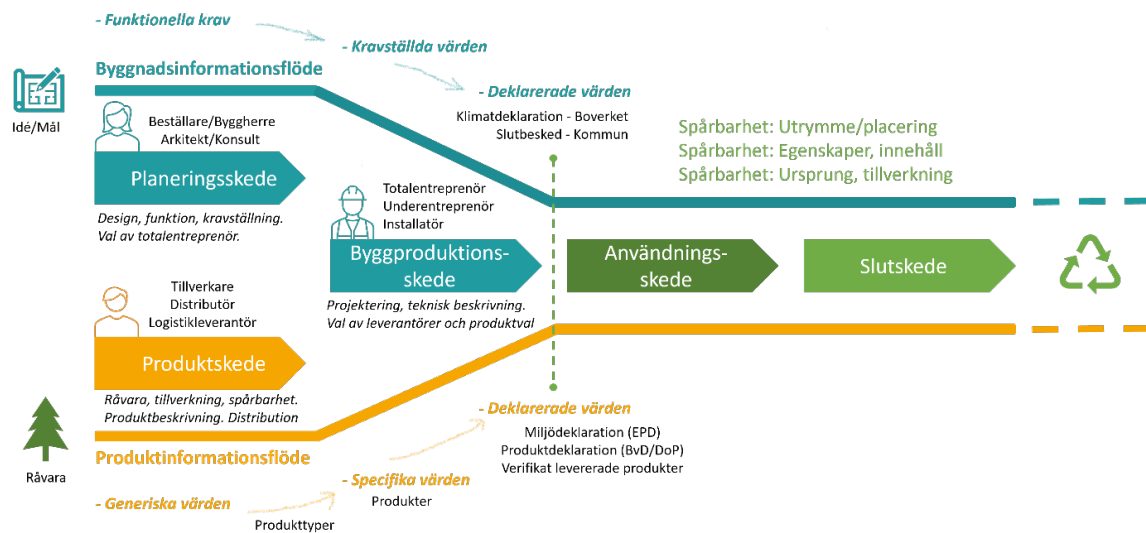 - Funktionella krav
- Kravställda värden
Byggnadsinformationsflöde
- Deklarerade värden
Klimatdeklaration - Boverket
Slutbesked - Kommun
Idé/Mål
Beställare/Byggherre
Arkitekt/Konsult
Spårbarhet: Utrymme/placering
Spårbarhet: Egenskaper, innehåll
Spårbarhet: Ursprung, tillverkning
Planeringsskede
Design, funktion, kravställning.
Val av totalentreprenör.
Totalentreprenör
Underentreprenör
Installatör
Byggproduktions-
skede
Användnings-
skede
Slutskede
Projektering, teknisk beskrivning.
Val av leverantörer och produktval
Tillverkare
Distributör
Logistikleverantör
Produktskede
Råvara, tillverkning, spårbarhet.
Produktbeskrivning. Distribution
- Deklarerade värden
Miljödeklaration (EPD)
Produktdeklaration (BvD/DoP)
Verifikat levererade produkter
Produktinformationsflöde
Råvara
- Specifika värden
Produkter
- Generiska värden
Produkttyper